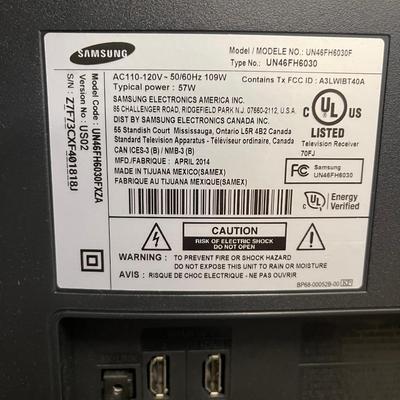 SAMSUNG
Model / MODELE NO.: UN46FH6030F
Type No.: UN46FH6030
AC110-120V~ 50/60Hz 109W
Typical power : 57W
Contains Tx FCC ID : A3LWIBT40A
SAMSUNG ELECTRONICS AMERICA INC.
85 CHALLENGER ROAD, RIDGEFIELD PARK N.J. 07660-2112, U.S.A.
DIST. BY SAMSUNG ELECTRONICS CANADA INC.
55 Standish Court Mississauga, Ontario L5R 4B2 Canada
Standard Television Apparatus - Téléviseur ordinaire, Canada
CAN ICES-3 (B) / NMB-3 (B)
MFD/FABRIQUE : APRIL 2014
MADE IN TIJUANA MEXICO(SAMEX)
FABRIQUE AU TIJUANA MEXIQUE(SAMEX)
Model Code : UN46FH6030FXZA
Version No : US02
S/N: Z7F73CXF401818J
C UL US
LISTED
Television Receiver
70FJ
FC Samsung
UN46FH6030
UL Energy
Verified
CAUTION
RISK OF ELECTRIC SHOCK
DO NOT OPEN
WARNING : TO PREVENT FIRE OR SHOCK HAZARD
DO NOT EXPOSE THIS SET TO RAIN OR MOISTURE
AVIS : RISQUE DE CHOC ELECTRIQUE - NE PAS OUVRIR
BP68-00052B-00